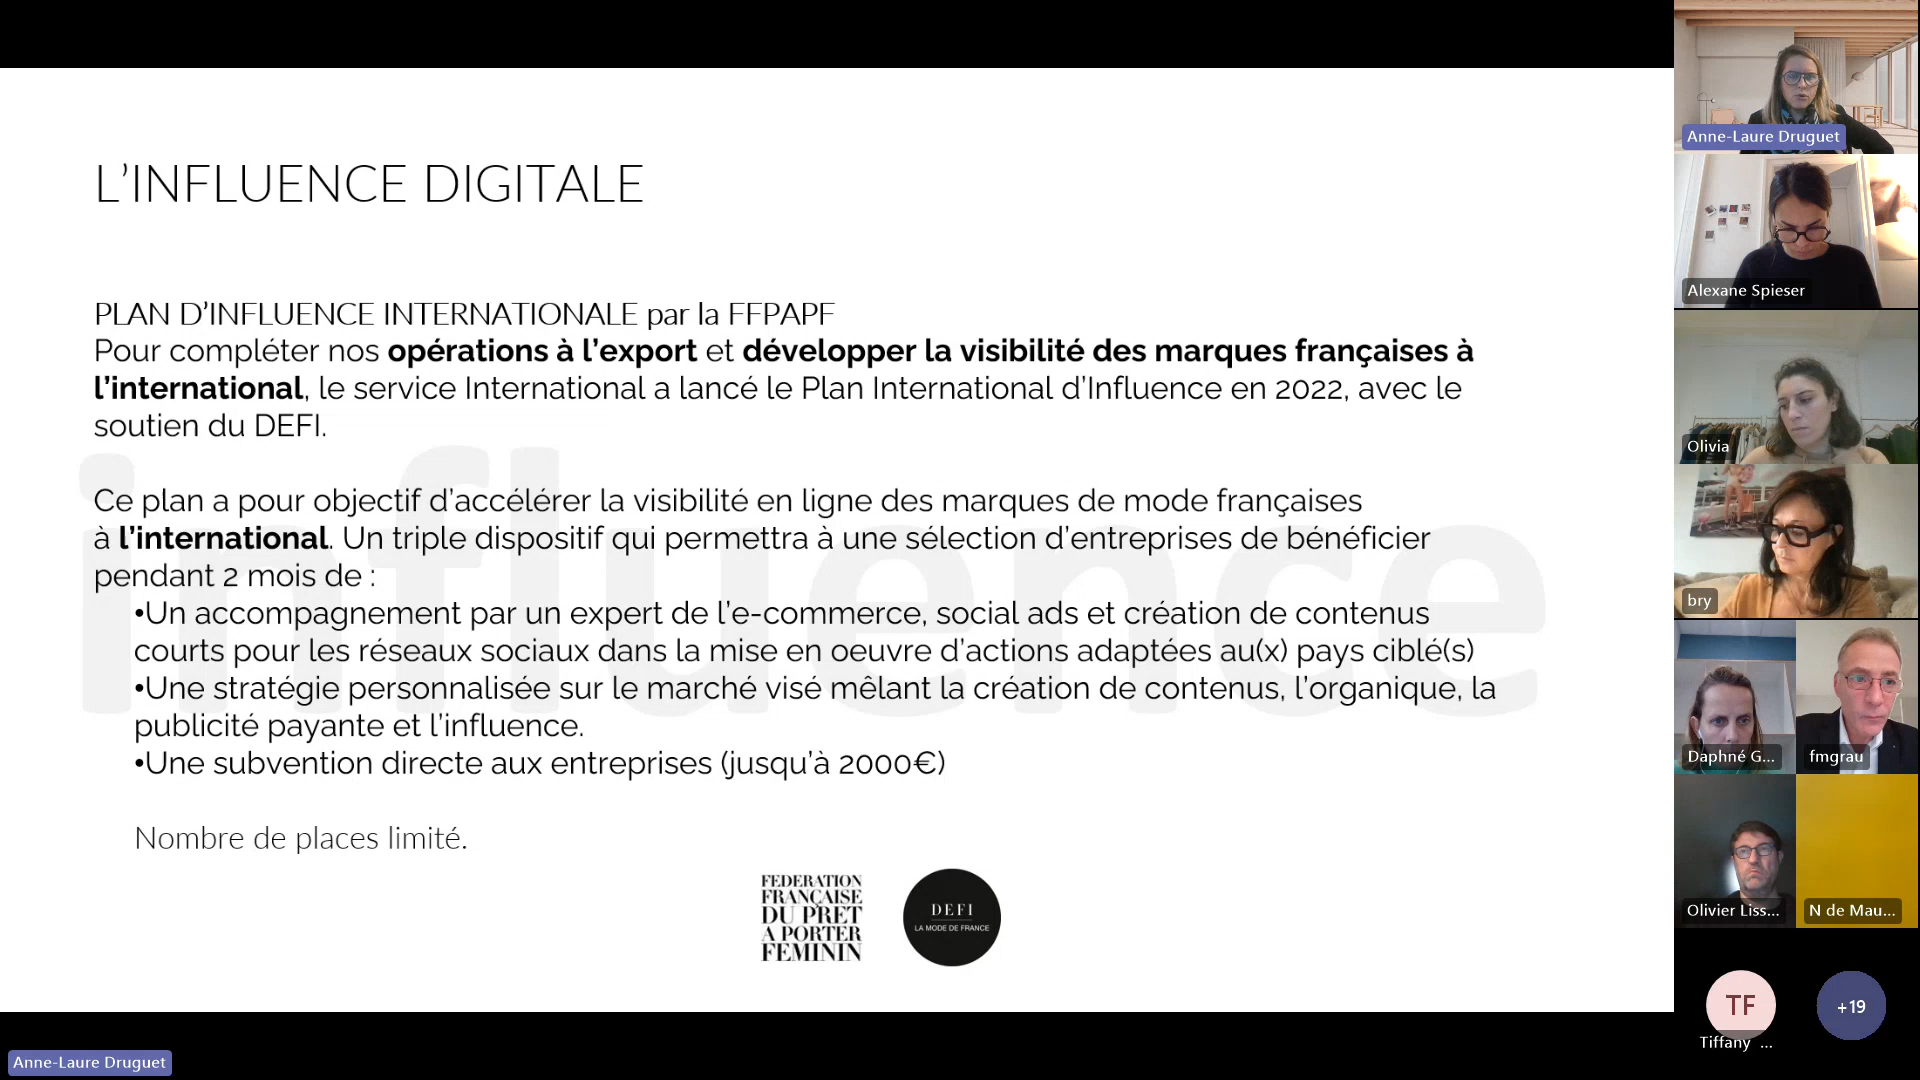 L’INFLUENCE DIGITALE
PLAN D’INFLUENCE INTERNATIONALE par la FFPAPF
Pour compléter nos opérations à l’export et développer la visibilité des marques françaises à
l’international, le service International a lancé le Plan International d’Influence en 2022, avec le
soutien du DEFI.
influence
Ce plan a pour objectif d’accélérer la visibilité en ligne des marques de mode françaises
à l’international. Un triple dispositif qui permettra à une sélection d’entreprises de bénéficier
pendant 2 mois de :
•Un accompagnement par un expert de l’e-commerce, social ads et création de contenus
courts pour les réseaux sociaux dans la mise en oeuvre d’actions adaptées au(x) pays ciblé(s)
•Une stratégie personnalisée sur le marché visé mêlant la création de contenus, l’organique, la
publicité payante et l’influence.
•Une subvention directe aux entreprises (jusqu’à 2000€)
Nombre de places limité.
FEDERATION
FRANÇAISE
DU PRET
A PORTER
FEMININ
DEFI
LA MODE DE FRANCE
Anne-Laure Druguet
Anne-Laure Druguet
Alexane Spieser
Olivia
bry
Daphné G...
fmgrau
Olivier Liss...
N de Mau...
TF
Tiffany ...
+19